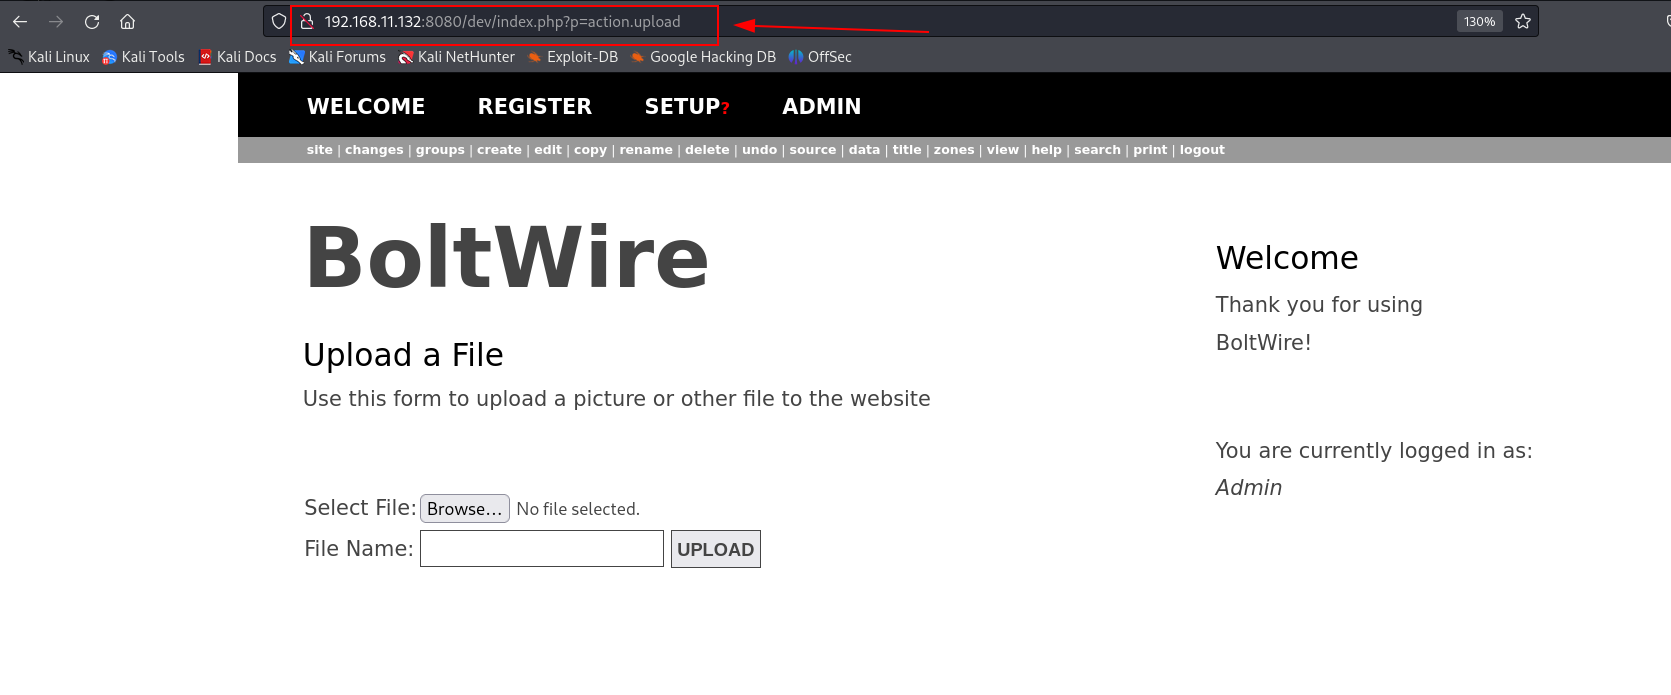 192.168.11.132:8080/dev/index.php?p=action.upload
130%
Kali Linux Kali Tools Kali Docs Kali Forums Kali NetHunter Exploit-DB Google Hacking DB OffSec
WELCOME REGISTER SETUP? ADMIN
site | changes | groups | create | edit | copy | rename | delete | undo | source | data | title | zones | view | help | search | print | logout
BoltWire
Upload a File
Use this form to upload a picture or other file to the website
Select File: Browse... No file selected.
File Name: UPLOAD
Welcome
Thank you for using
BoltWire!
You are currently logged in as:
Admin